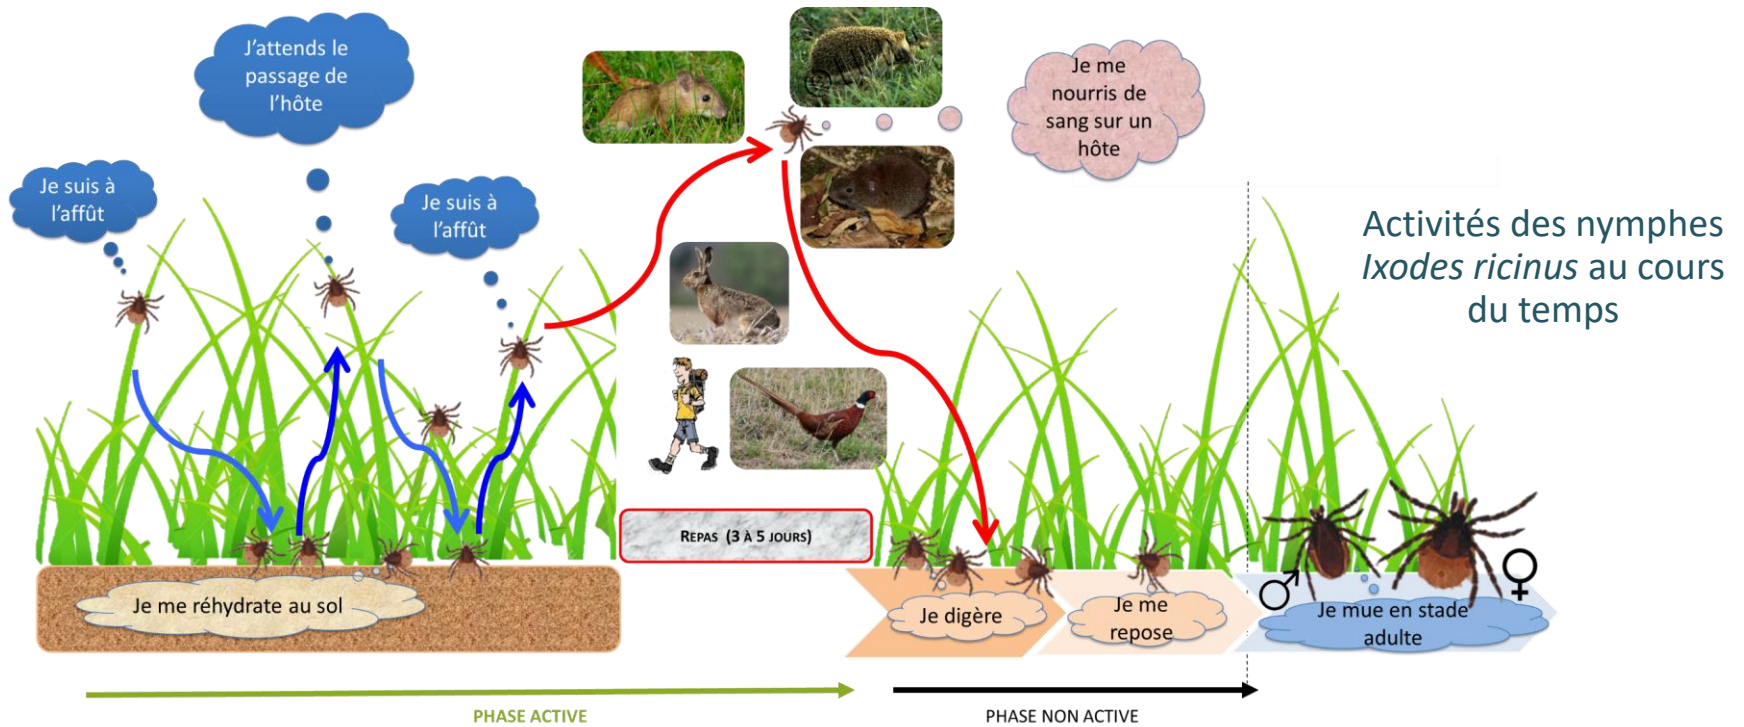 J'attends le
passage de
l'hôte
Je suis à
l'affût
Je suis à
l'affût
Je me
nourris de
sang sur un
hôte
Activités des nymphes
Ixodes ricinus au cours
du temps
REPAS (3 À 5 JOURS)
Je me réhydrate au sol
Je digère
Je me
repose
♂
♀
Je mue en stade
adulte
PHASE ACTIVE
PHASE NON ACTIVE